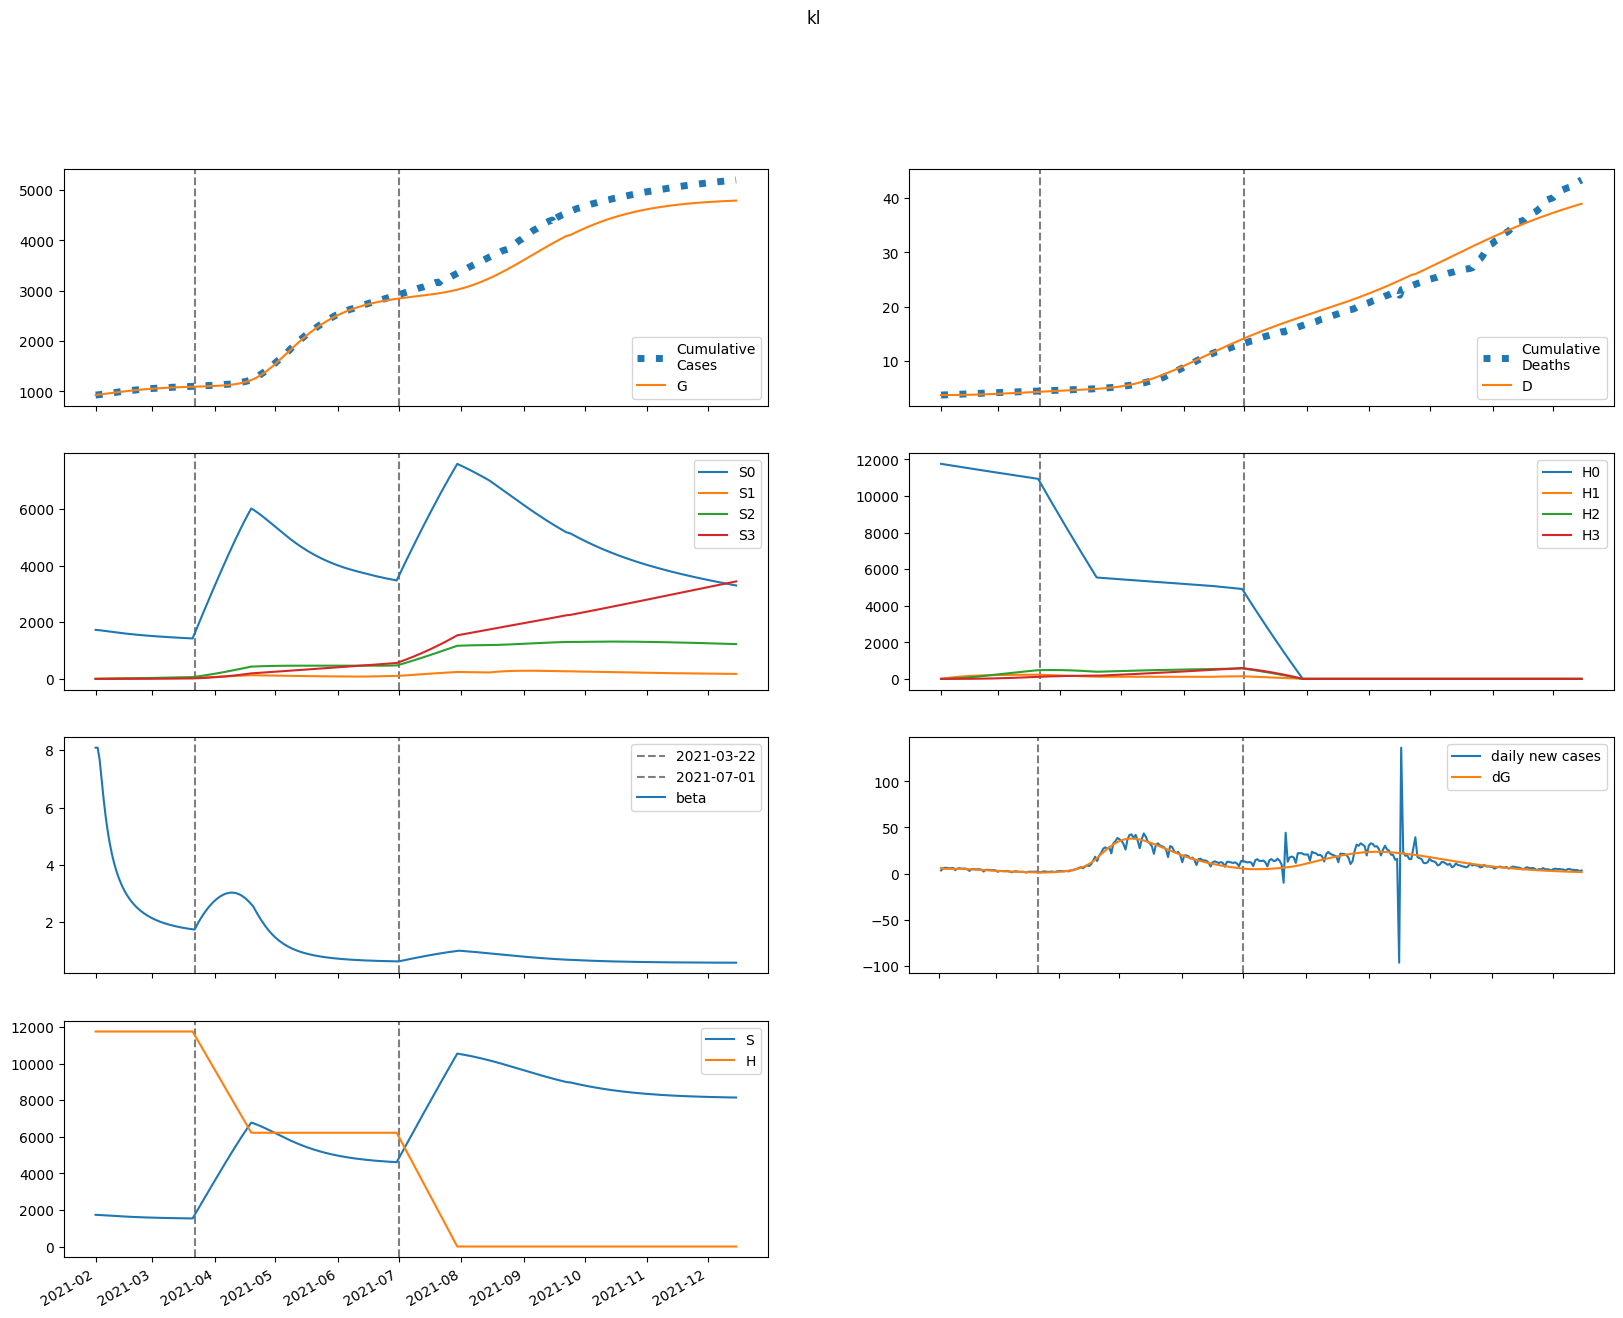 kl
5000
4000
3000
2000
1000
Cumulative
Cases
G
40
30
20
10
Cumulative
Deaths
D
6000
4000
2000
0
S0
S1
S2
S3
12000
10000
8000
6000
4000
2000
0
H0
H1
H2
H3
8
6
4
2
2021-03-22
2021-07-01
beta
100
50
0
−50
−100
daily new cases
dG
12000
10000
8000
6000
4000
2000
0
S
H
2021-02
2021-03
2021-04
2021-05
2021-06
2021-07
2021-08
2021-09
2021-10
2021-11
2021-12